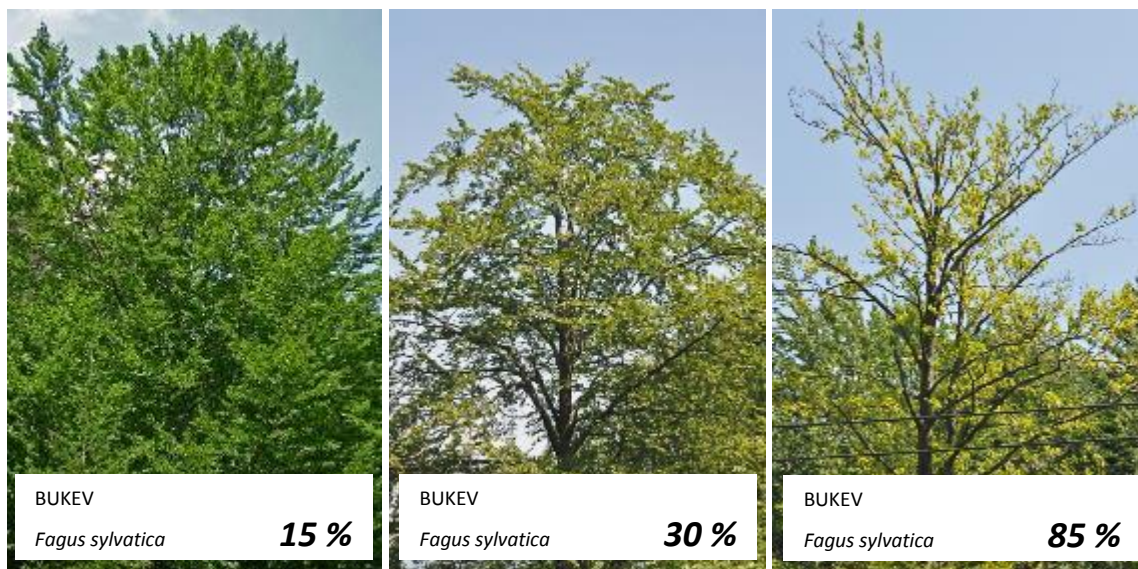 BUKEV
Fagus sylvatica 15 %
BUKEV
Fagus sylvatica 30 %
BUKEV
Fagus sylvatica 85 %